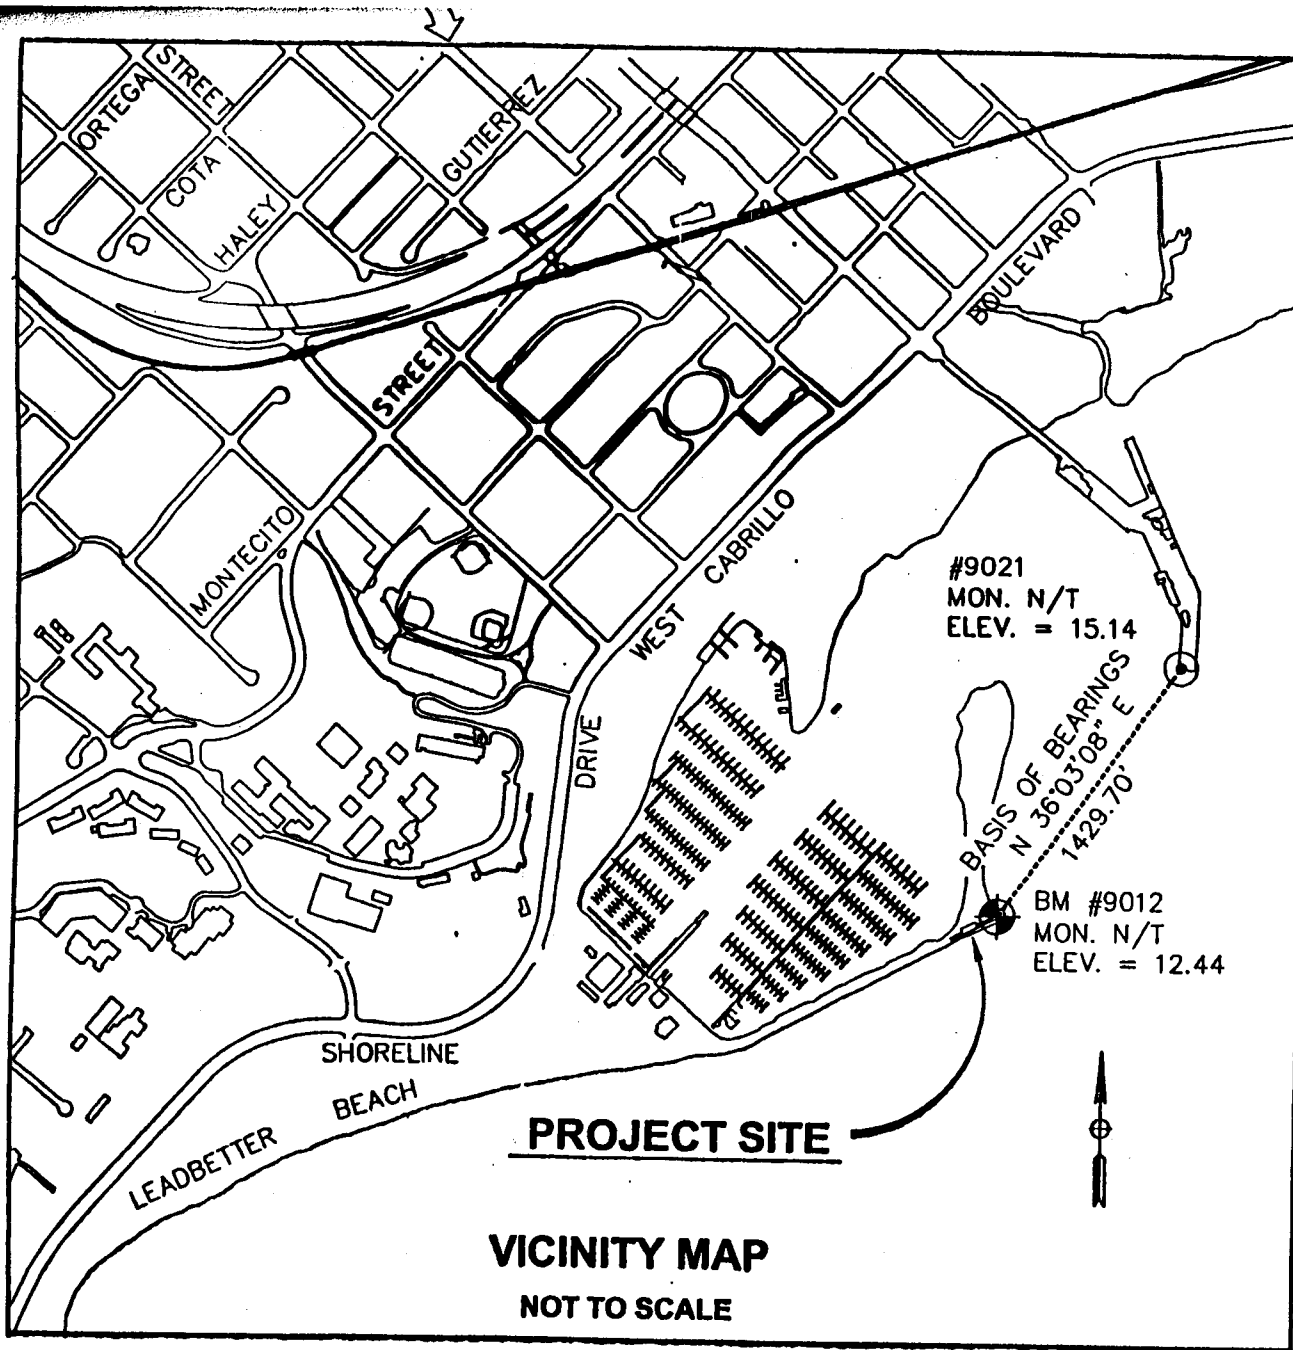 ORTEGA
STREET
COTA
HALEY
GUTIERREZ
BOULEVARD
STREET
MONTECITO
WEST CABRILLO
#9021
MON. N/T
ELEV. = 15.14
BASIS OF BEARINGS
N 36°03'08" E
1429.70'
DRIVE
BM #9012
MON. N/T
ELEV. = 12.44
SHORELINE
LEADBETTER BEACH
PROJECT SITE
VICINITY MAP
NOT TO SCALE